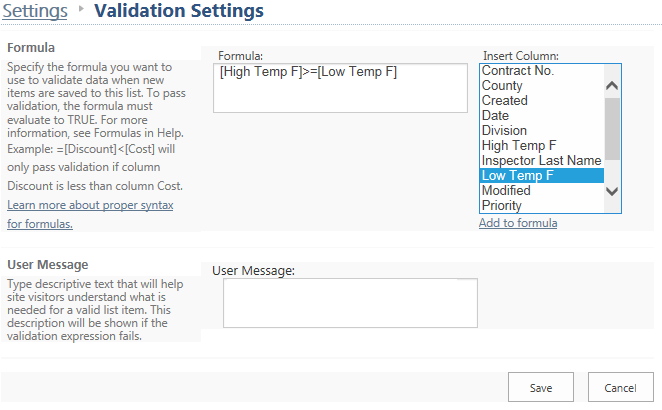 Settings ▸ Validation Settings
Formula
Specify the formula you want to
use to validate data when new
items are saved to this list. To pass
validation, the formula must
evaluate to TRUE. For more
information, see Formulas in Help.
Example: =[Discount]<[Cost] will
only pass validation if column
Discount is less than column Cost.
Learn more about proper syntax
for formulas.
Formula:
[High Temp F]>=[Low Temp F]
Insert Column:
Contract No.
County
Created
Date
Division
High Temp F
Inspector Last Name
Low Temp F
Modified
Priority
Add to formula
User Message
Type descriptive text that will help
site visitors understand what is
needed for a valid list item. This
description will be shown if the
validation expression fails.
User Message:
Save
Cancel